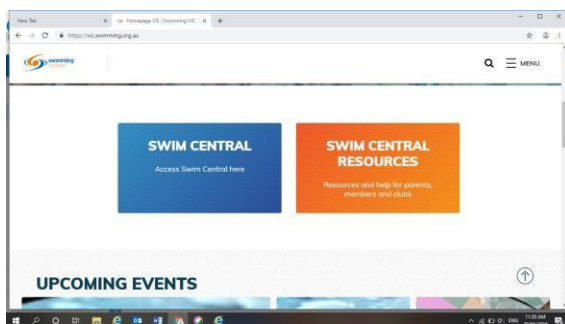 New Tab
Homepage VIC | Swimming VIC
https://vic.swimming.org.au
swimming
MENU
SWIM CENTRAL
Access Swim Central here
SWIM CENTRAL
RESOURCES
Resources and help for parents,
members and clubs
UPCOMING EVENTS
ENG
11:00 AM